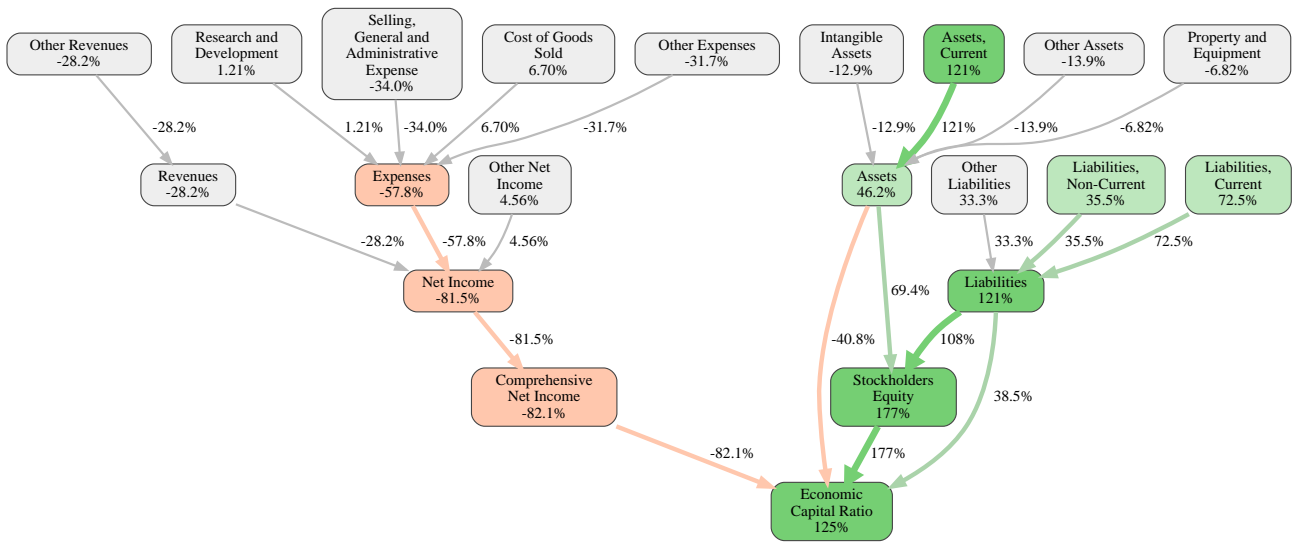 Other Revenues
-28.2%
Research and
Development
1.21%
Selling,
General and
Administrative
Expense
-34.0%
Cost of Goods
Sold
6.70%
Other Expenses
-31.7%
Intangible
Assets
-12.9%
Assets,
Current
121%
Other Assets
-13.9%
Property and
Equipment
-6.82%
-28.2%
1.21%
-34.0%
6.70%
-31.7%
-12.9%
121%
-13.9%
-6.82%
Revenues
-28.2%
Expenses
-57.8%
Other Net
Income
4.56%
Assets
46.2%
Other
Liabilities
33.3%
Liabilities,
Non-Current
35.5%
Liabilities,
Current
72.5%
-28.2%
-57.8%
4.56%
33.3%
35.5%
72.5%
Net Income
-81.5%
69.4%
Liabilities
121%
-81.5%
-40.8%
108%
Comprehensive
Net Income
-82.1%
Stockholders
Equity
177%
38.5%
-82.1%
177%
Economic
Capital Ratio
125%